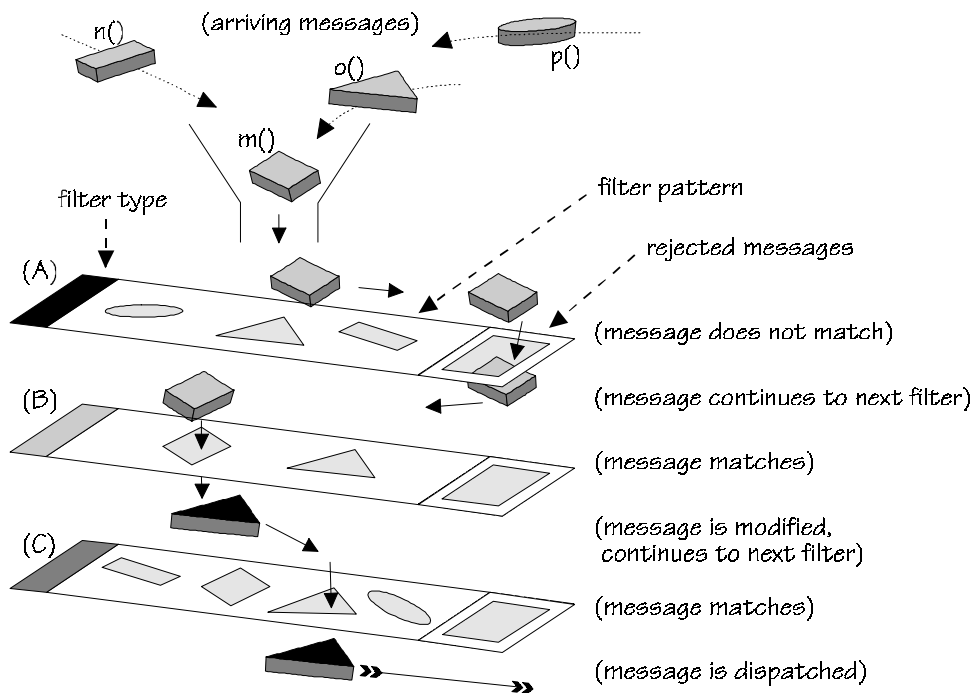 n()
(arriving messages)
p()
o()
m()
filter type
filter pattern
rejected messages
(A)
(message does not match)
(B)
(message continues to next filter)
(message matches)
(message is modified,
continues to next filter)
(C)
(message matches)
(message is dispatched)